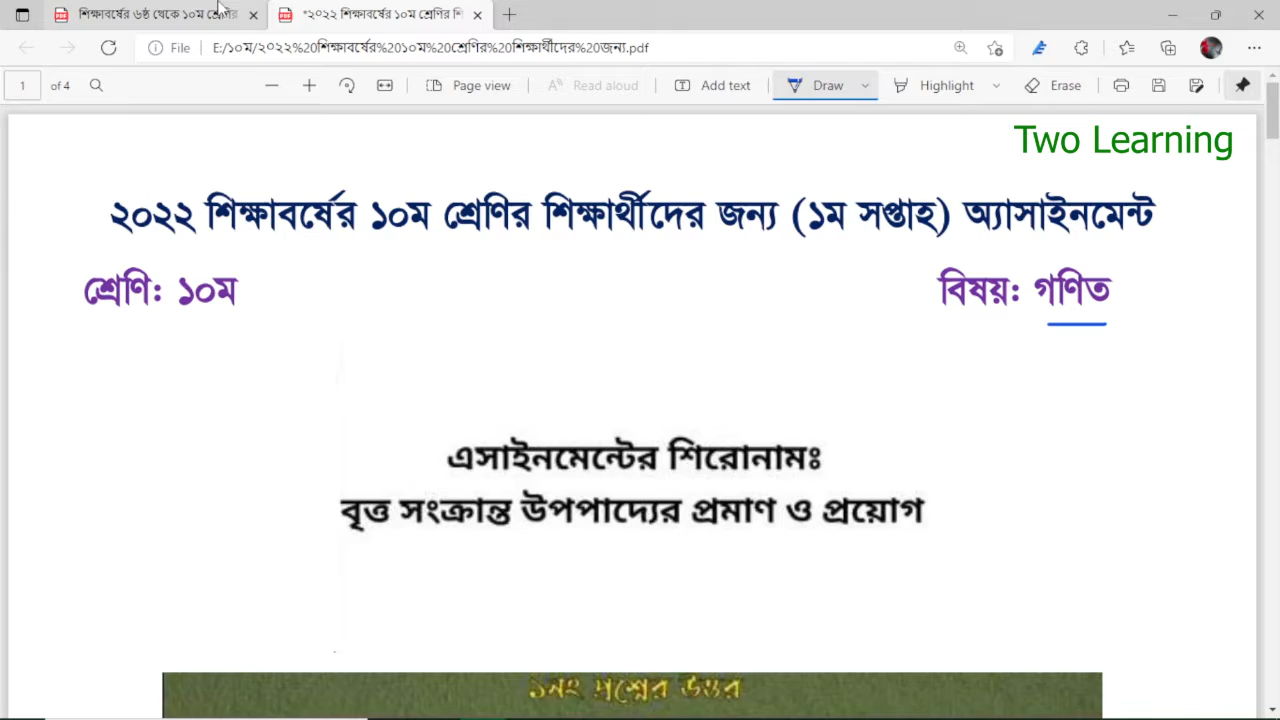 শিক্ষাবর্ষের ৬ষ্ঠ থেকে ১০ম শ্রেণির
*২০২২ শিক্ষাবর্ষের ১০ম শ্রেণির শি
File E:/১০ম/২০২২%20শিক্ষাবর্ষের%20১০ম%20শ্রেণির%20শিক্ষার্থীদের%20জন্য.pdf
1 of 4 Page view Read aloud Add text Draw Highlight Erase
Two Learning
২০২২ শিক্ষাবর্ষের ১০ম শ্রেণির শিক্ষার্থীদের জন্য (১ম সপ্তাহ) অ্যাসাইনমেন্ট
শ্রেণি: ১০ম বিষয়: গণিত
এসাইনমেন্টের শিরোনামঃ
বৃত্ত সংক্রান্ত উপপাদ্যের প্রমাণ ও প্রয়োগ
১নং প্রশ্নের উত্তর